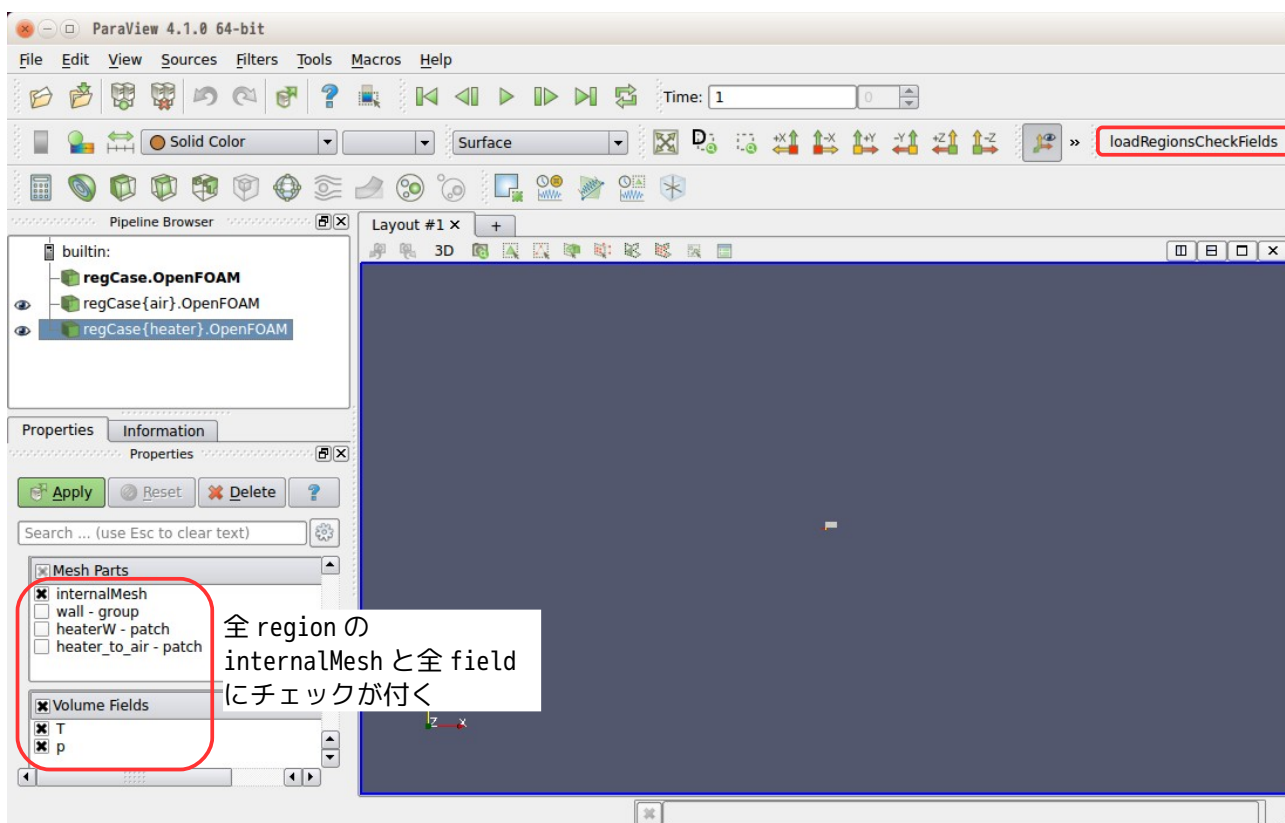 ParaView 4.1.0 64-bit
File Edit View Sources Filters Tools Macros Help
Time: 1 0
Solid Color Surface loadRegionsCheckFields
Pipeline Browser
Layout #1 +
3D
builtin:
regCase.OpenFOAM
regCase{air}.OpenFOAM
regCase{heater}.OpenFOAM
Properties Information
Properties
Apply Reset Delete ?
Search ... (use Esc to clear text)
Mesh Parts
internalMesh
wall - group
heaterW - patch
heater_to_air - patch
全 region の
internalMesh と全 field
にチェックが付く
Volume Fields
T
p
Z X